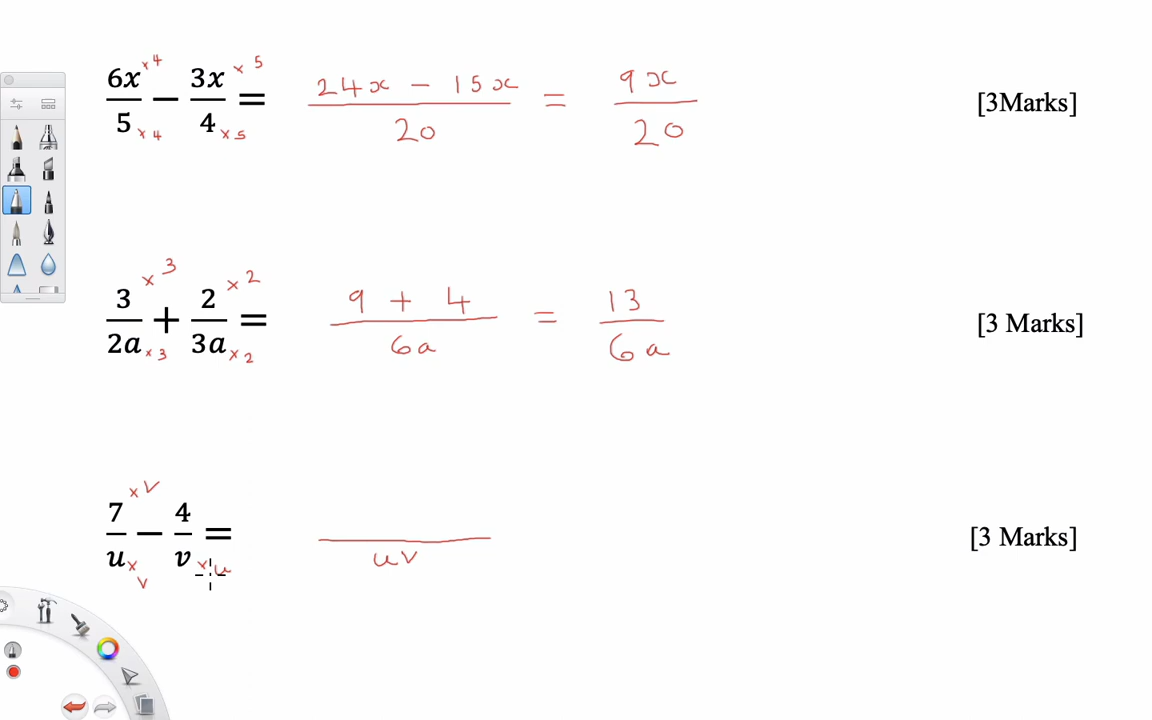 6x/5 ×4 ×4 − 3x/4 ×5 ×5 = 24x − 15x/20 = 9x/20 [3Marks]
3/2a ×3 ×3 + 2/3a ×2 ×2 = 9 + 4/6a = 13/6a [3 Marks]
7/u ×v ×v − 4/v ×u = /uv [3 Marks]